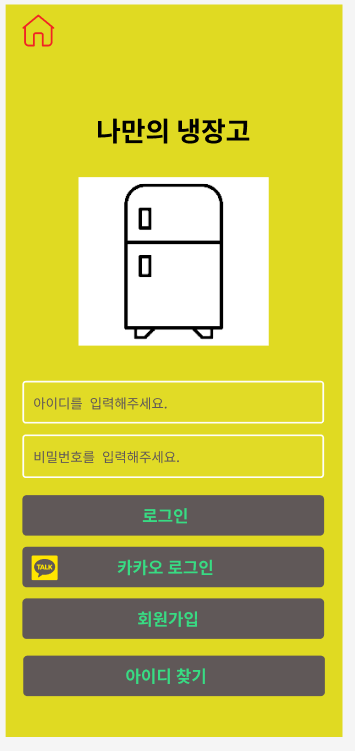 나만의 냉장고
아이디를 입력해주세요.
비밀번호를 입력해주세요.
로그인
TALK
카카오 로그인
회원가입
아이디 찾기